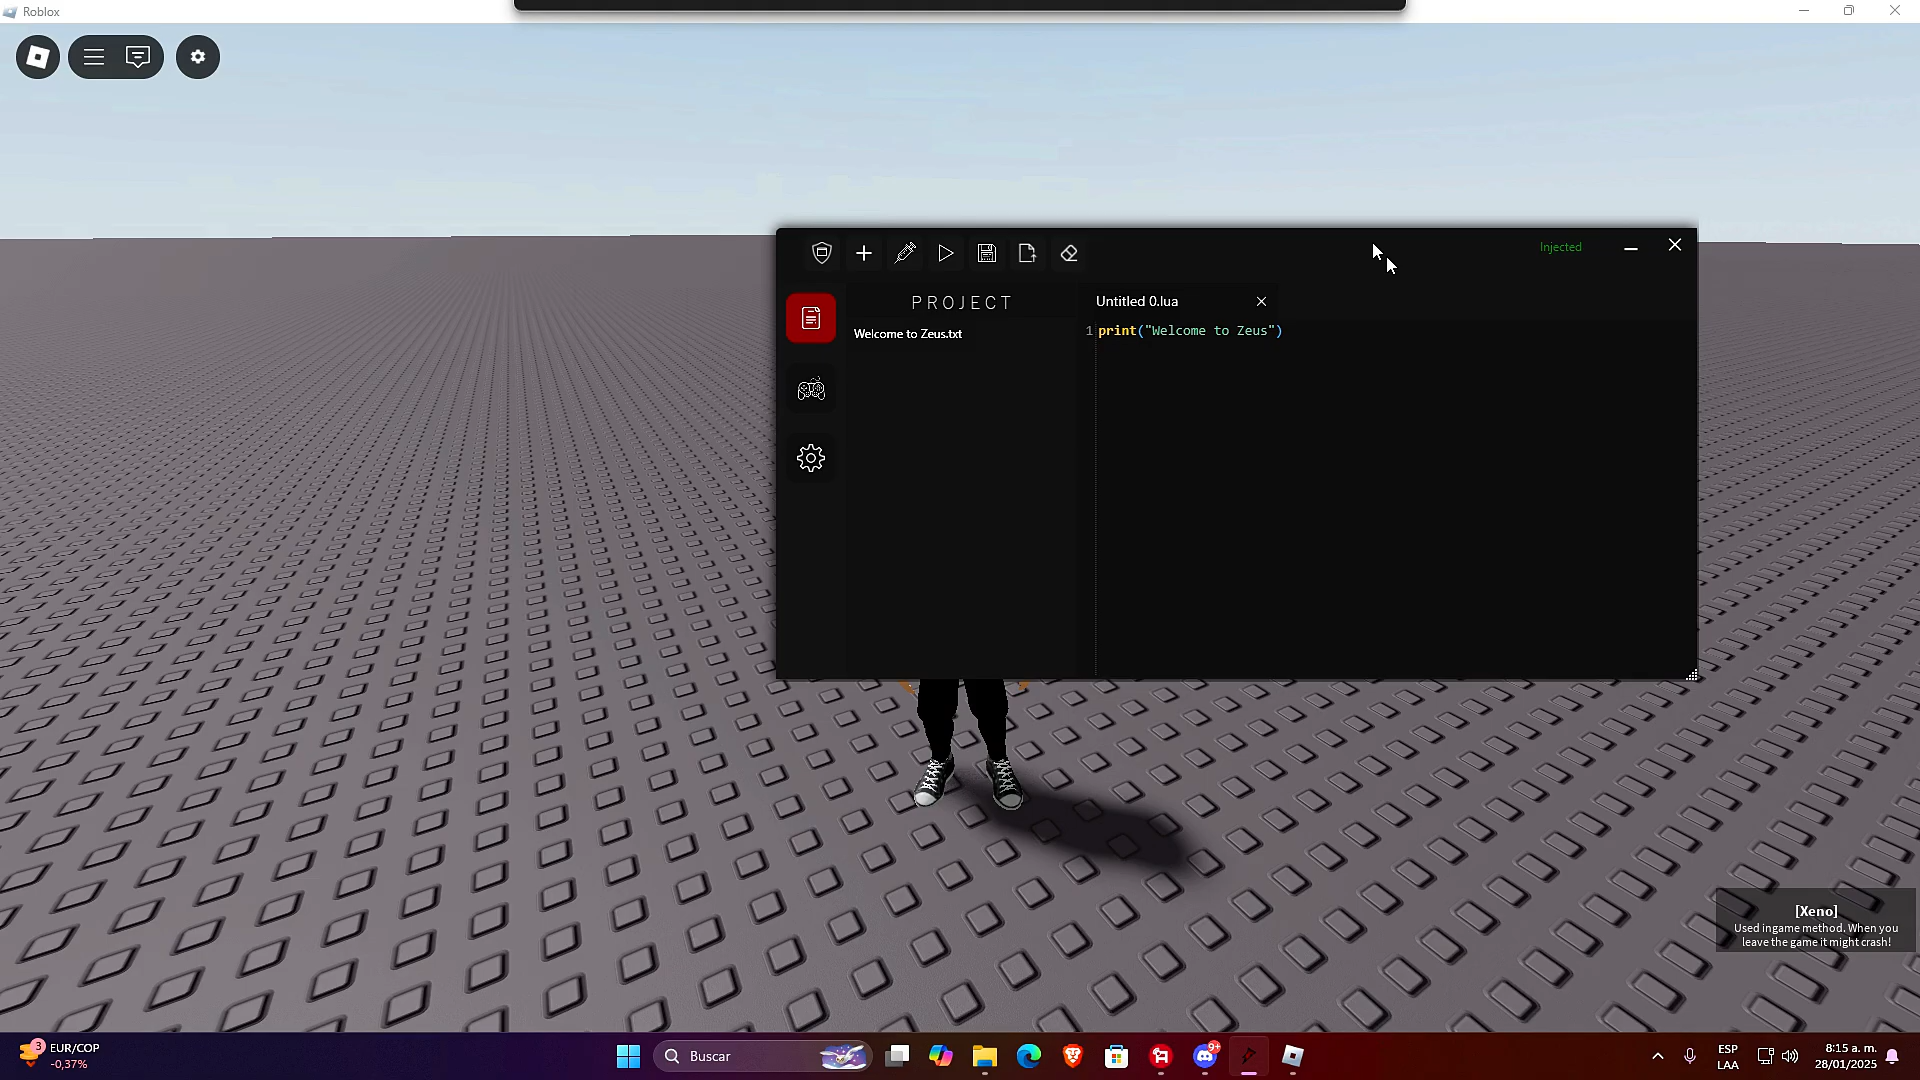 Roblox
Injected
PROJECT
Untitled 0.lua
Welcome to Zeus.txt
1 print("Welcome to Zeus")
[Xeno]
Used ingame method. When you
leave the game it might crash!
3
EUR/COP
-0,37%
Buscar
9+
ESP
LAA
8:15 a. m.
28/01/2025